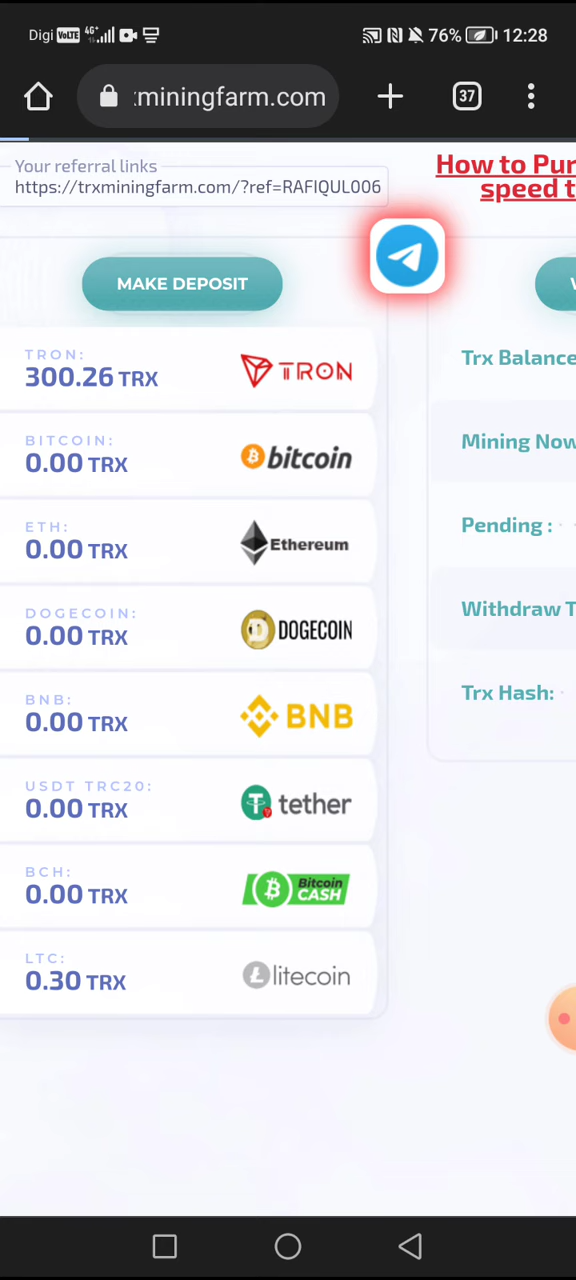 Digi VoLTE 4G+ 76% 12:28
:miningfarm.com 37
Your referral links
https://trxminingfarm.com/?ref=RAFIQUL006
How to Pur
speed t
MAKE DEPOSIT
TRON:
300.26 TRX
TRON
BITCOIN:
0.00 TRX
bitcoin
ETH:
0.00 TRX
Ethereum
DOGECOIN:
0.00 TRX
DOGECOIN
BNB:
0.00 TRX
BNB
USDT TRC20:
0.00 TRX
tether
BCH:
0.00 TRX
Bitcoin
CASH
LTC:
0.30 TRX
litecoin
Trx Balance
Mining Now
Pending :
Withdraw T
Trx Hash: